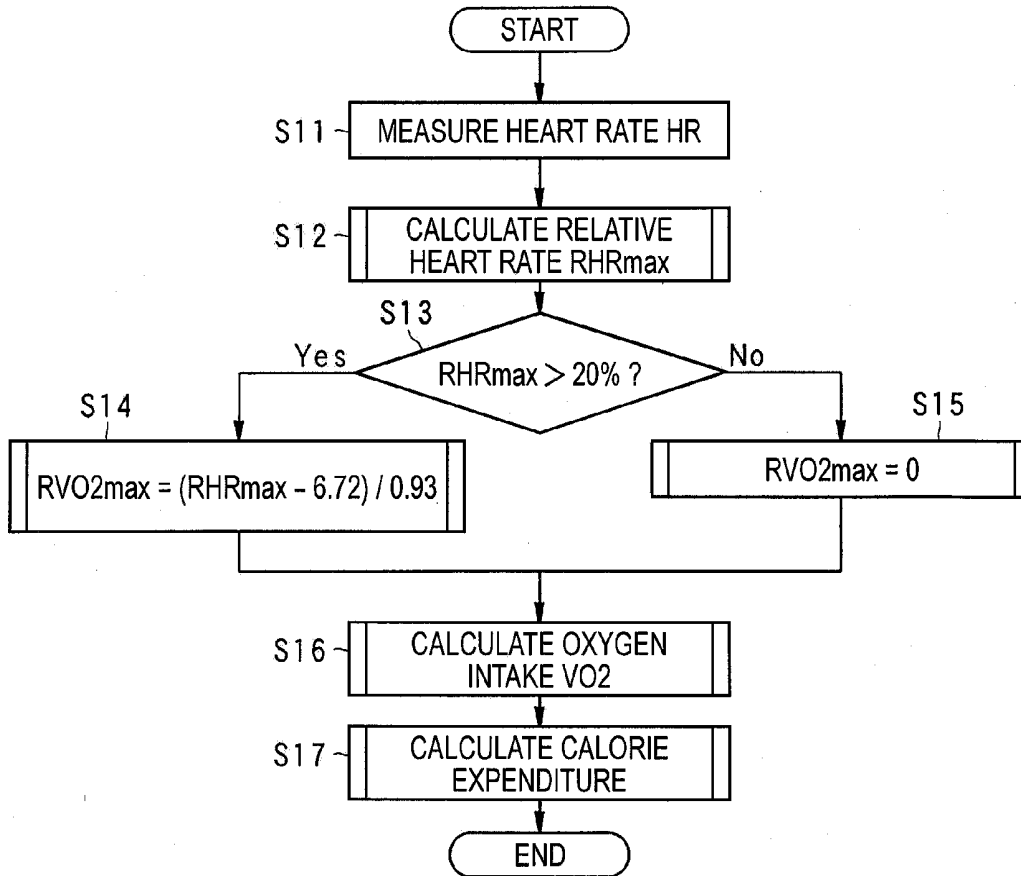 START
S11
MEASURE HEART RATE HR
S12
CALCULATE RELATIVE
HEART RATE RHRmax
S13
Yes
RHRmax > 20% ?
No
S14
S15
RVO2max = (RHRmax – 6.72) / 0.93
RVO2max = 0
S16
CALCULATE OXYGEN
INTAKE VO2
S17
CALCULATE CALORIE
EXPENDITURE
END